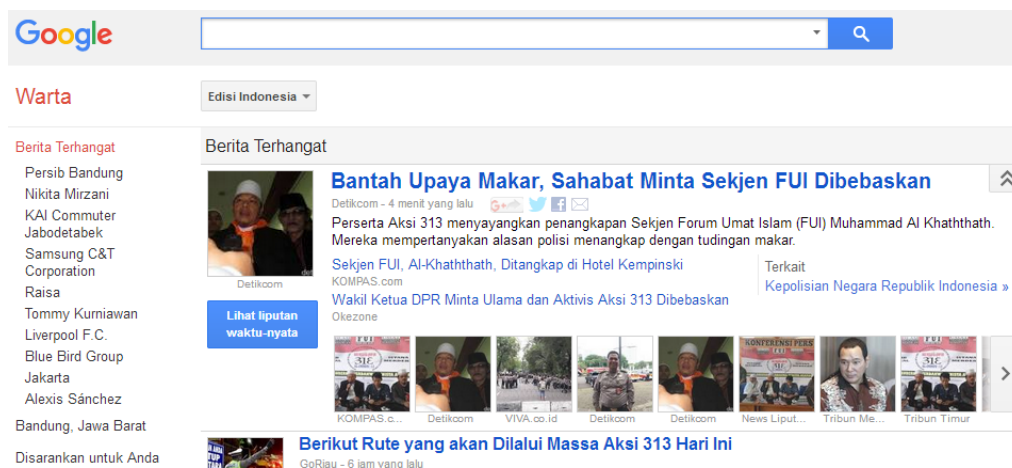 Google
Warta
Edisi Indonesia
Berita Terhangat
Persib Bandung
Nikita Mirzani
KAI Commuter
Jabodetabek
Samsung C&T
Corporation
Raisa
Tommy Kurniawan
Liverpool F.C.
Blue Bird Group
Jakarta
Alexis Sánchez
Bandung, Jawa Barat
Disarankan untuk Anda
Berita Terhangat
Detikcom
Lihat liputan
waktu-nyata
Bantah Upaya Makar, Sahabat Minta Sekjen FUI Dibebaskan
Detikcom - 4 menit yang lalu
G+
Perserta Aksi 313 menyayangkan penangkapan Sekjen Forum Umat Islam (FUI) Muhammad Al Khaththath.
Mereka mempertanyakan alasan polisi menangkap dengan tudingan makar.
Sekjen FUI, Al-Khaththath, Ditangkap di Hotel Kempinski
KOMPAS.com
Wakil Ketua DPR Minta Ulama dan Aktivis Aksi 313 Dibebaskan
Okezone
Terkait
Kepolisian Negara Republik Indonesia »
KONFERENSI PERS
FUI
313
KOMPAS.c...
Detikcom
VIVA.co.id
Detikcom
Detikcom
News Liput...
Tribun Me...
Tribun Timur
Berikut Rute yang akan Dilalui Massa Aksi 313 Hari Ini
GoRiau - 6 jam yang lalu